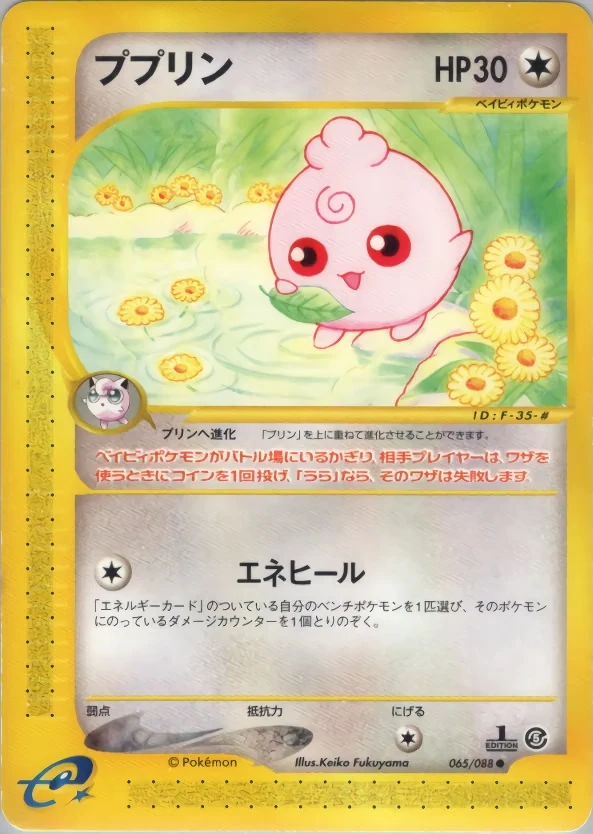 ププリン
HP30
ベイビィポケモン
ID:F-35-#
プリンへ進化 「プリン」を上に重ねて進化させることができます。
ベイビィポケモンがバトル場にいるかぎり、相手プレイヤーは、ワザを
使うときにコインを1回投げ、「うら」なら、そのワザは失敗します。
エネヒール
「エネルギーカード」のついている自分のベンチポケモンを1匹選び、そのポケモン
にのっているダメージカウンターを1個とりのぞく。
弱点 抵抗力 にげる
1
EDITION
© Pokémon Illus.Keiko Fukuyama 065/088 ●
e